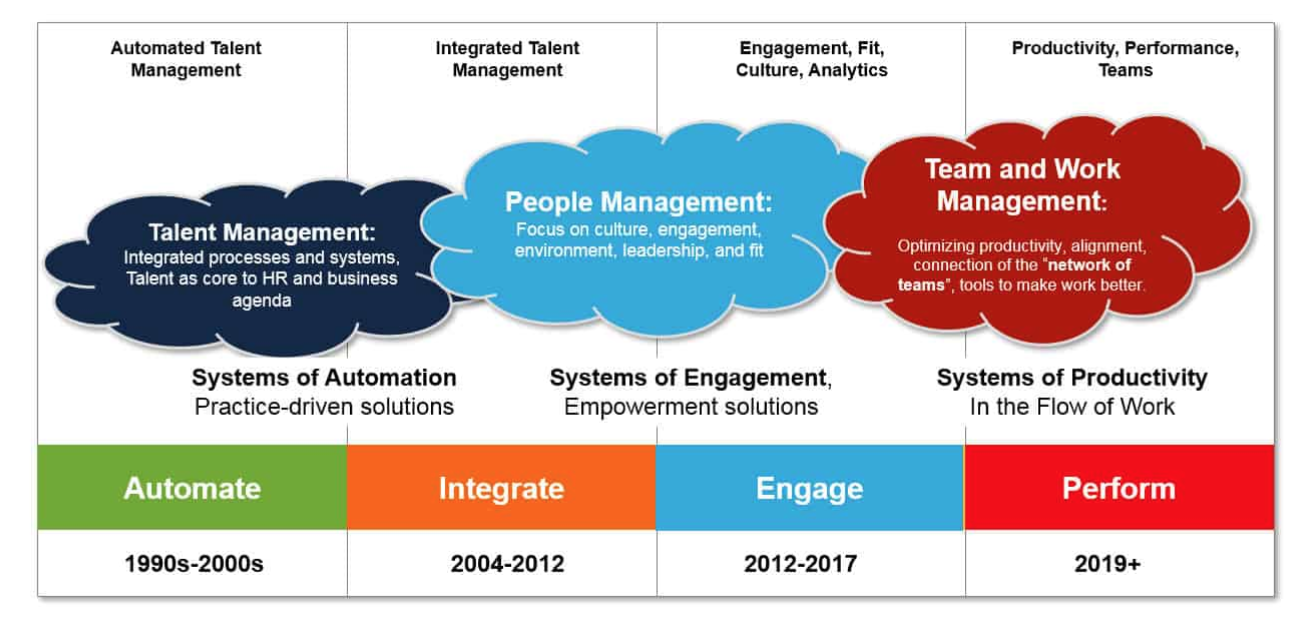 Automated Talent
Management
Integrated Talent
Management
Engagement, Fit,
Culture, Analytics
Productivity, Performance,
Teams
Talent Management:
Integrated processes and systems,
Talent as core to HR and business
agenda
People Management:
Focus on culture, engagement,
environment, leadership, and fit
Team and Work
Management:
Optimizing productivity, alignment,
connection of the "network of
teams", tools to make work better.
Systems of Automation
Practice-driven solutions
Systems of Engagement,
Empowerment solutions
Systems of Productivity
In the Flow of Work
Automate
Integrate
Engage
Perform
1990s-2000s
2004-2012
2012-2017
2019+